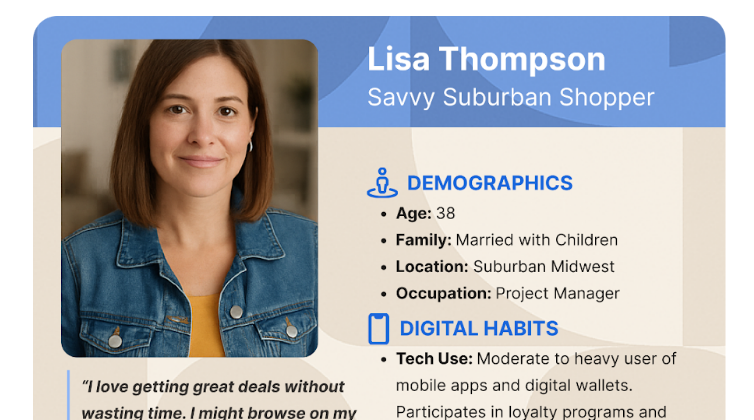 Lisa Thompson
Savvy Suburban Shopper
DEMOGRAPHICS
• Age: 38
• Family: Married with Children
• Location: Suburban Midwest
• Occupation: Project Manager
DIGITAL HABITS
• Tech Use: Moderate to heavy user of
mobile apps and digital wallets.
Participates in loyalty programs and
“I love getting great deals without
wasting time. I might browse on my